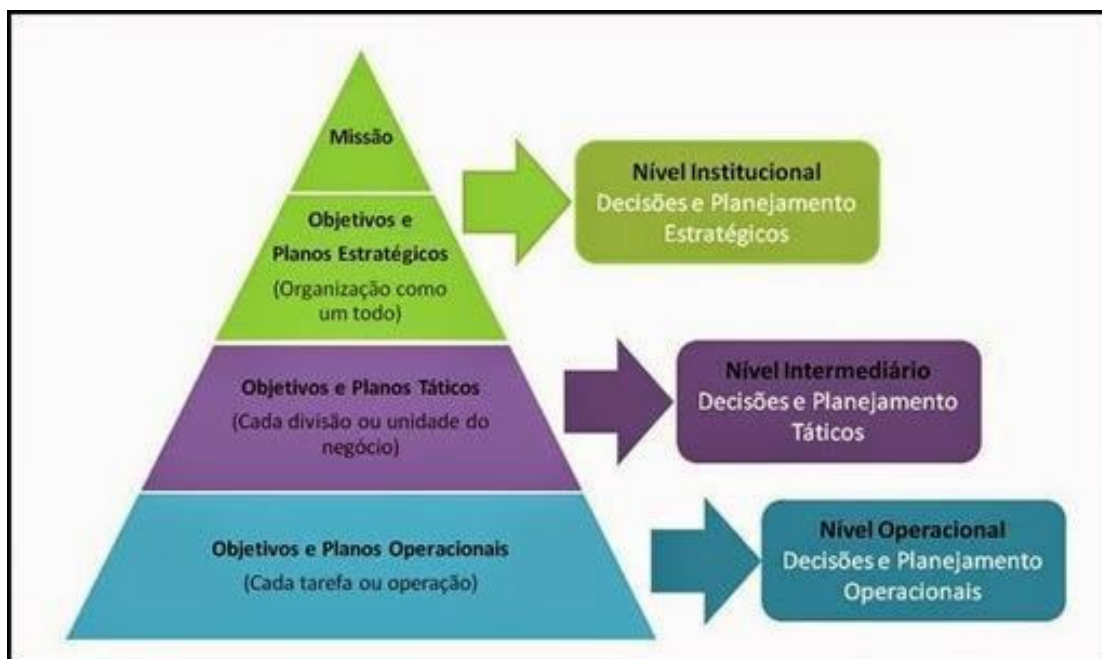 Missão
Objetivos e
Planos Estratégicos
(Organização como
um todo)
Nível Institucional
Decisões e Planejamento
Estratégicos
Objetivos e Planos Táticos
(Cada divisão ou unidade do
negócio)
Nível Intermediário
Decisões e Planejamento
Táticos
Objetivos e Planos Operacionais
(Cada tarefa ou operação)
Nível Operacional
Decisões e Planejamento
Operacionais